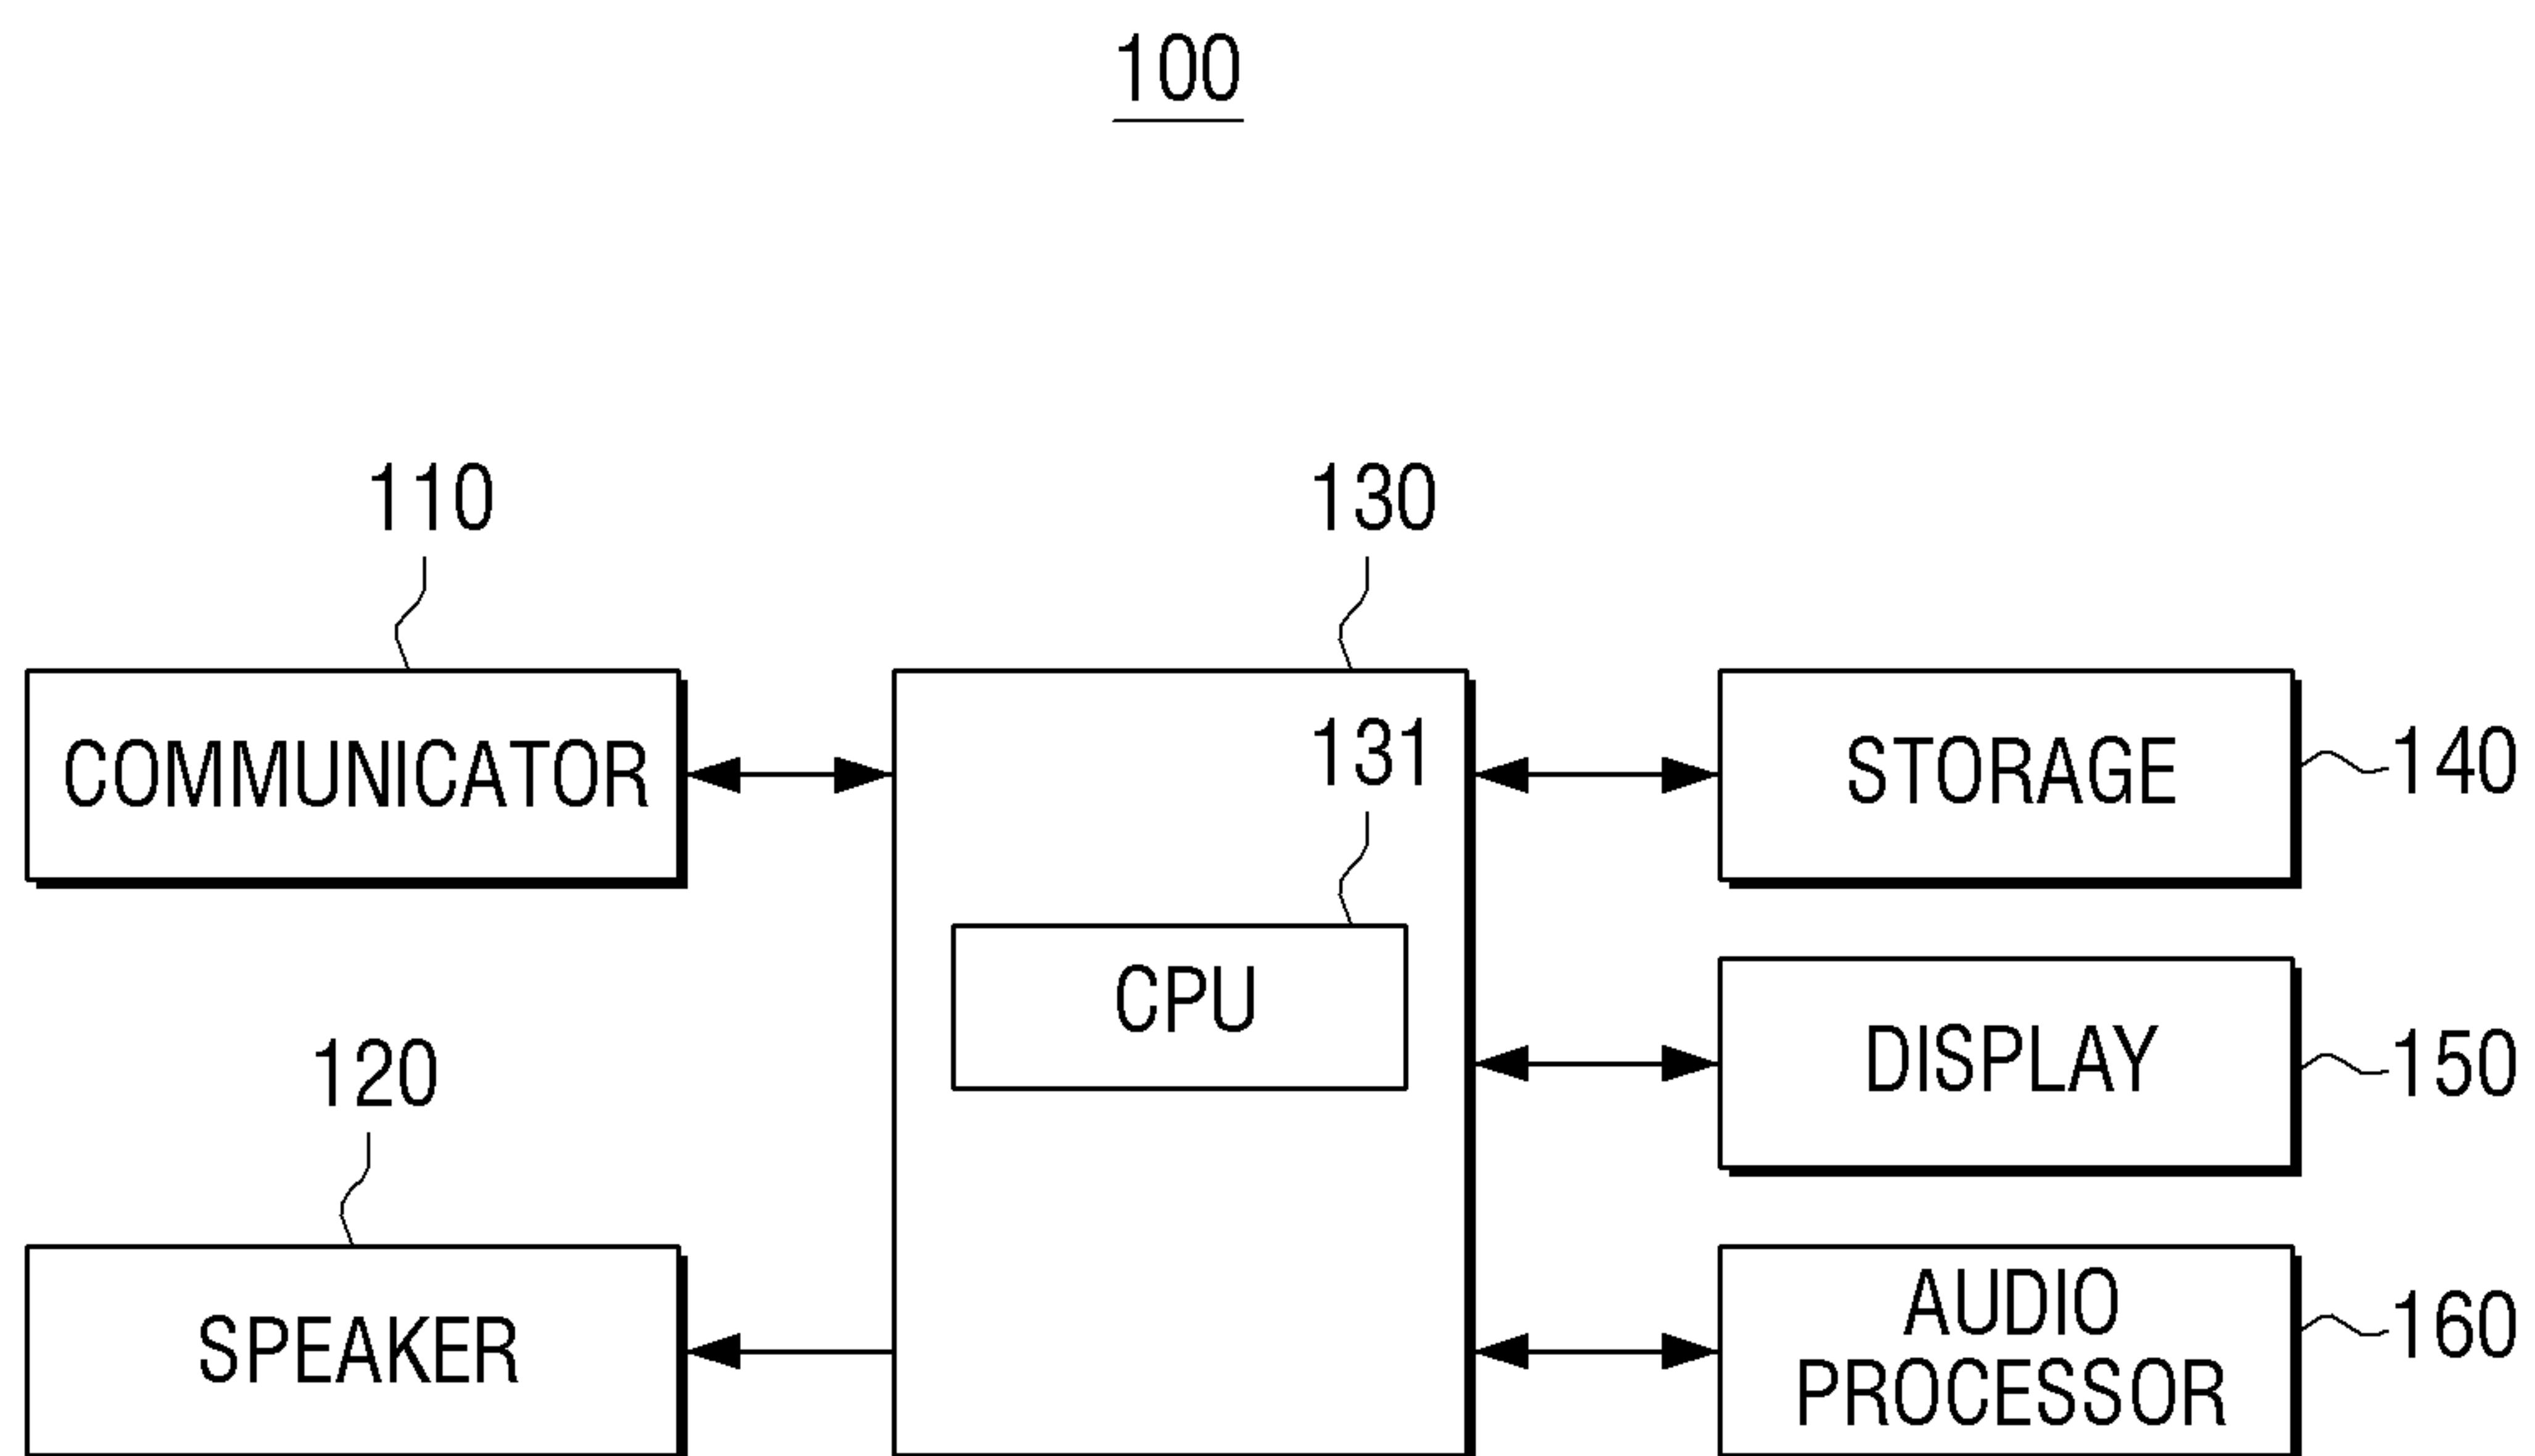 100
110
130
COMMUNICATOR
131
STORAGE
140
CPU
120
DISPLAY
150
SPEAKER
AUDIO
PROCESSOR
160